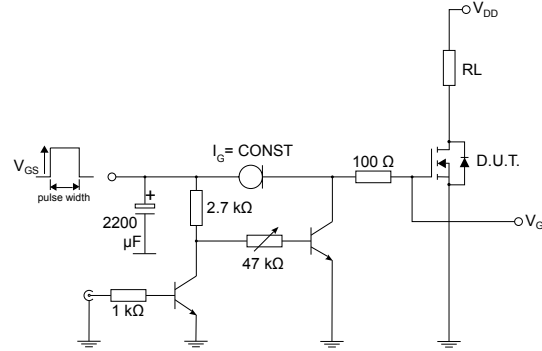 V_DD
RL
I_G= CONST
V_GS
100 Ω
D.U.T.
pulse width
+
2200
μF
2.7 kΩ
V_G
47 kΩ
1 kΩ